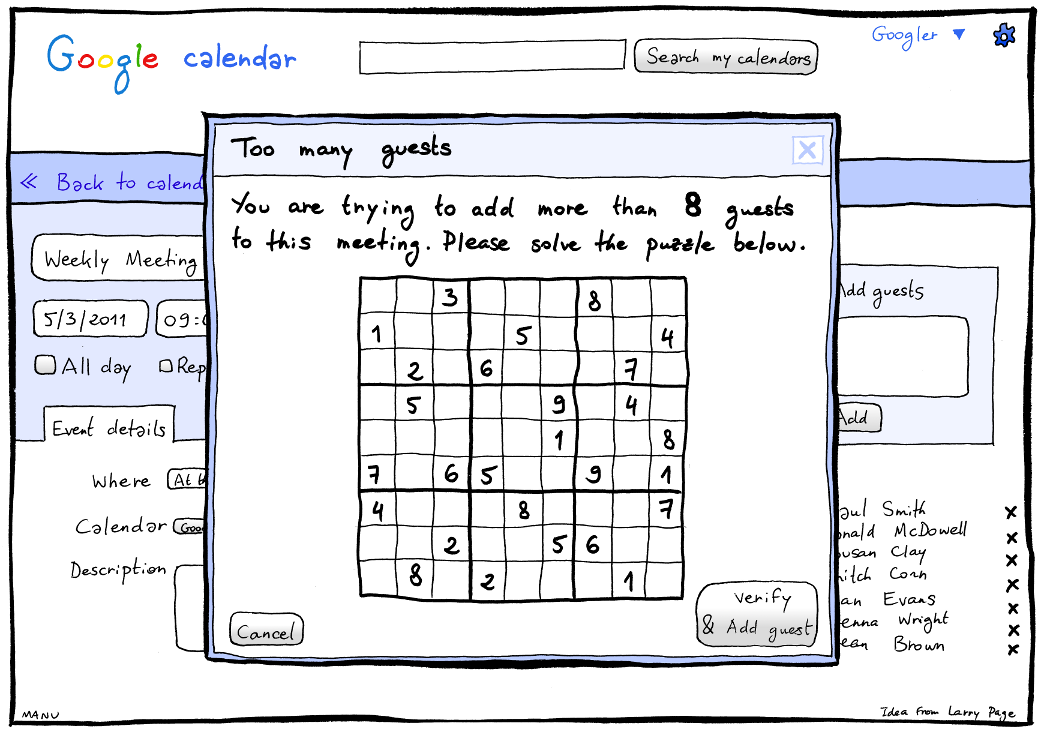 Google calendar
Search my calendars
Googler ▼
Too many guests
X
« Back to calend
You are trying to add more than 8 guests
to this meeting. Please solve the puzzle below.
Weekly Meeting
5/3/2011 09:
All day Rep
Event details
Where At
Calendar Goo
Description
3 8
1 5 4
2 6 7
5 9 4
1 8
7 6 5 9 1
4 8 7
2 5 6
8 2 1
Cancel
Verify
& Add guest
Add guests
Add
aul Smith x
onald McDowell x
ousan Clay x
itch Corn x
an Evans x
enna Wright x
ean Brown x
MANU
Idea from Larry Page